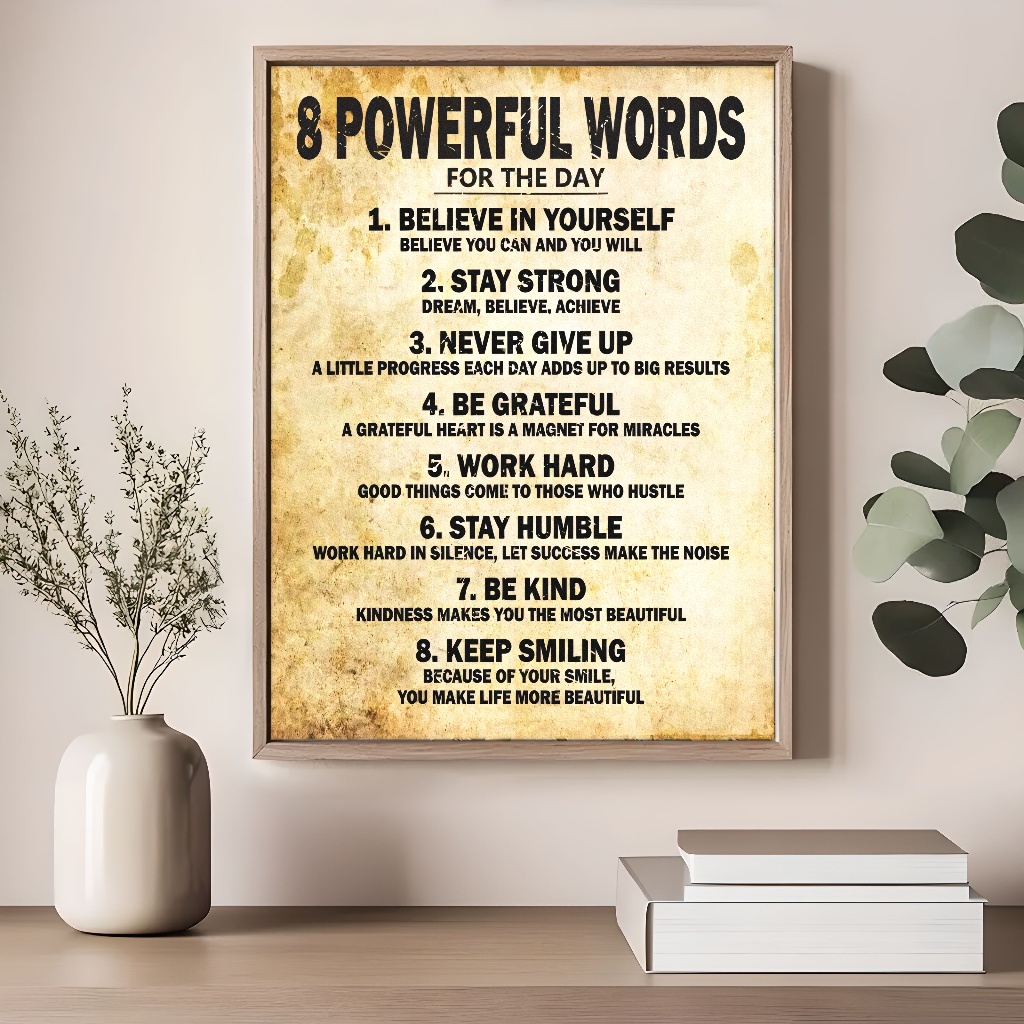 8 POWERFUL WORDS
FOR THE DAY
1. BELIEVE IN YOURSELF
BELIEVE YOU CAN AND YOU WILL
2. STAY STRONG
DREAM, BELIEVE, ACHIEVE
3. NEVER GIVE UP
A LITTLE PROGRESS EACH DAY ADDS UP TO BIG RESULTS
4. BE GRATEFUL
A GRATEFUL HEART IS A MAGNET FOR MIRACLES
5. WORK HARD
GOOD THINGS COME TO THOSE WHO HUSTLE
6. STAY HUMBLE
WORK HARD IN SILENCE, LET SUCCESS MAKE THE NOISE
7. BE KIND
KINDNESS MAKES YOU THE MOST BEAUTIFUL
8. KEEP SMILING
BECAUSE OF YOUR SMILE,
YOU MAKE LIFE MORE BEAUTIFUL